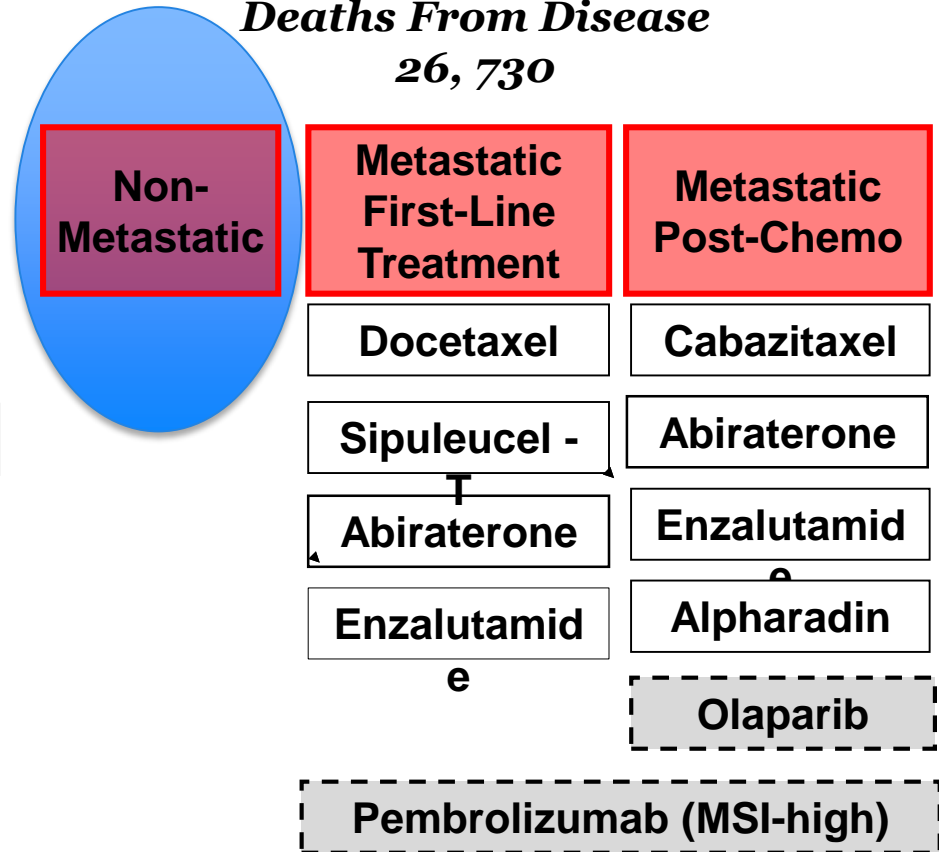 Deaths From Disease
26, 730
Non-
Metastatic
Metastatic
First-Line
Treatment
Metastatic
Post-Chemo
Docetaxel
Cabazitaxel
Sipuleucel -
T
Abiraterone
Abiraterone
Enzalutamid
e
Enzalutamid
e
Alpharadin
Olaparib
Pembrolizumab (MSI-high)